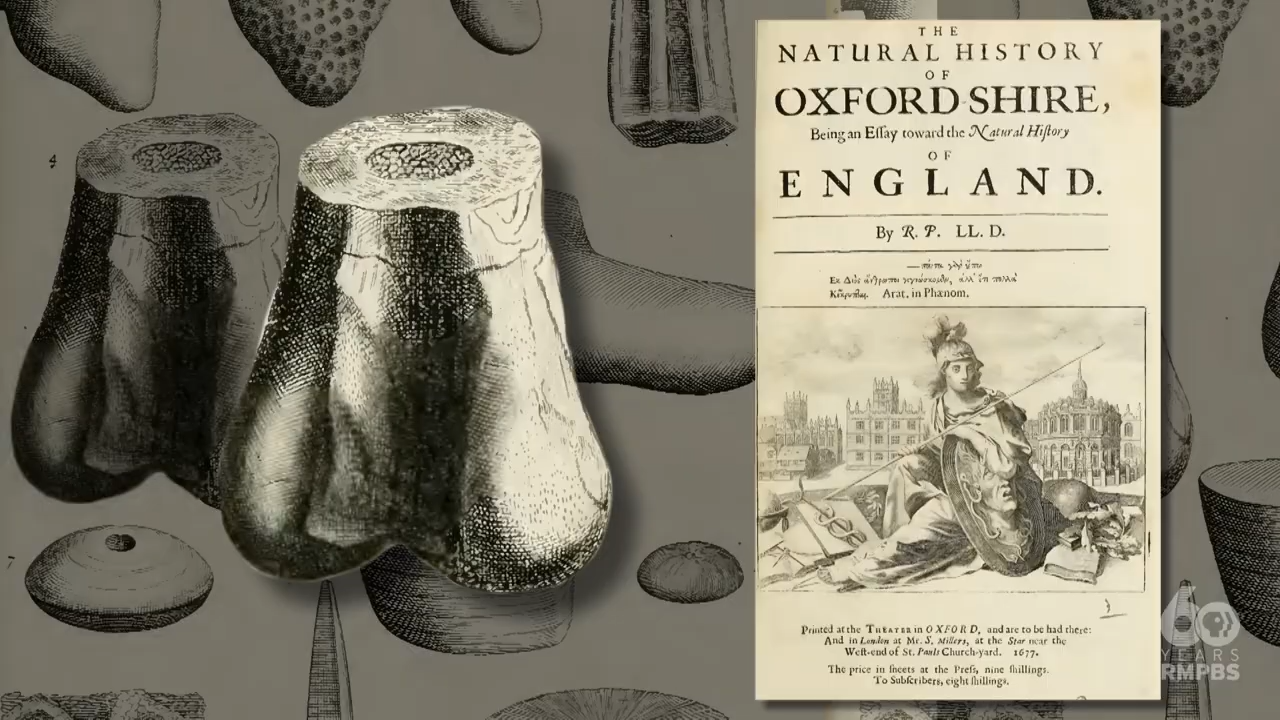 4
7
THE
NATURAL HISTORY
OF
OXFORD-SHIRE,
Being an Eſſay toward the Natural Hiſtory
OF
ENGLAND.
By R. P. LL. D.
Arat. in Phænom.
Printed at the THEATER in OXFORD, and are to be had there:
And in London at Mr. S. Millers, at the Star near the
Weſt-end of St. Pauls Church-yard. 1677.
The price in ſheets at the Preſs, nine ſhillings.
To Subſcribers, eight ſhillings.
60
YEARS
RMPBS